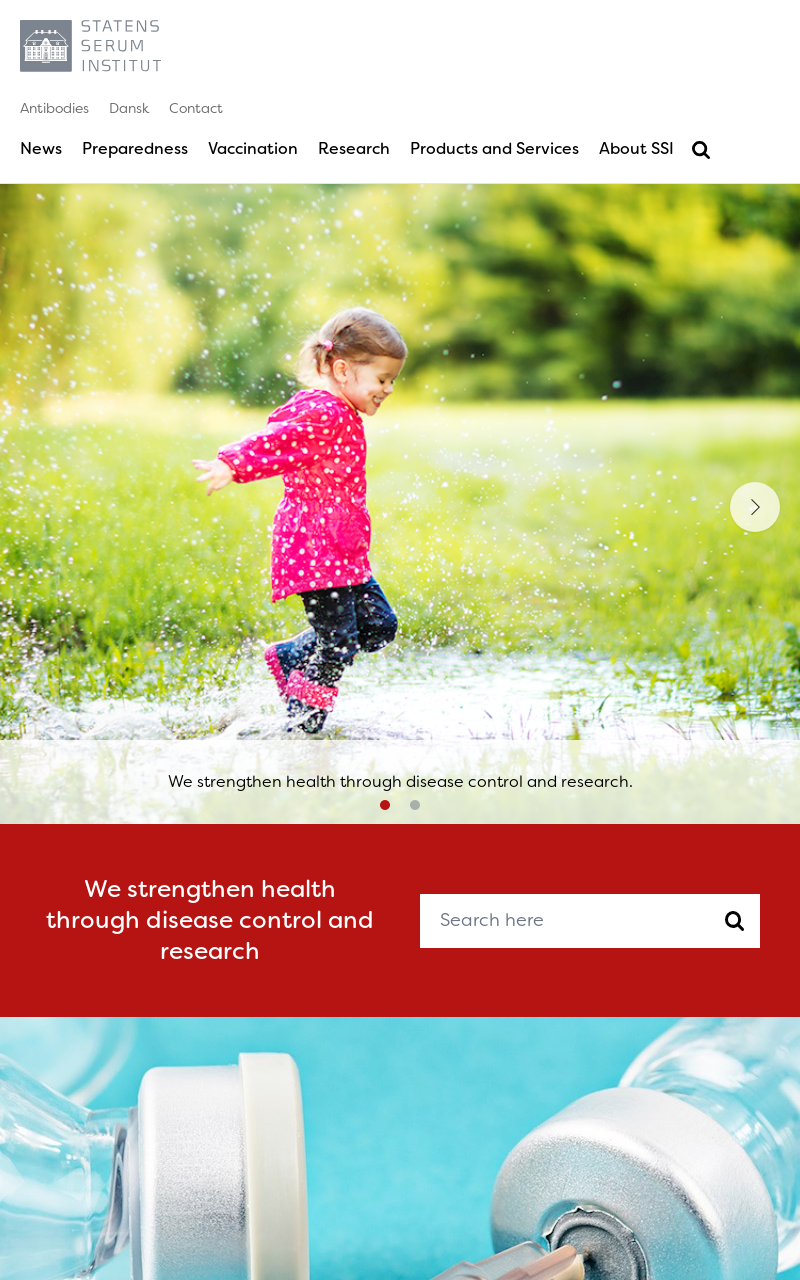 STATENS
SERUM
INSTITUT
Antibodies Dansk Contact
News Preparedness Vaccination Research Products and Services About SSI
We strengthen health through disease control and research.
We strengthen health
through disease control and
research
Search here